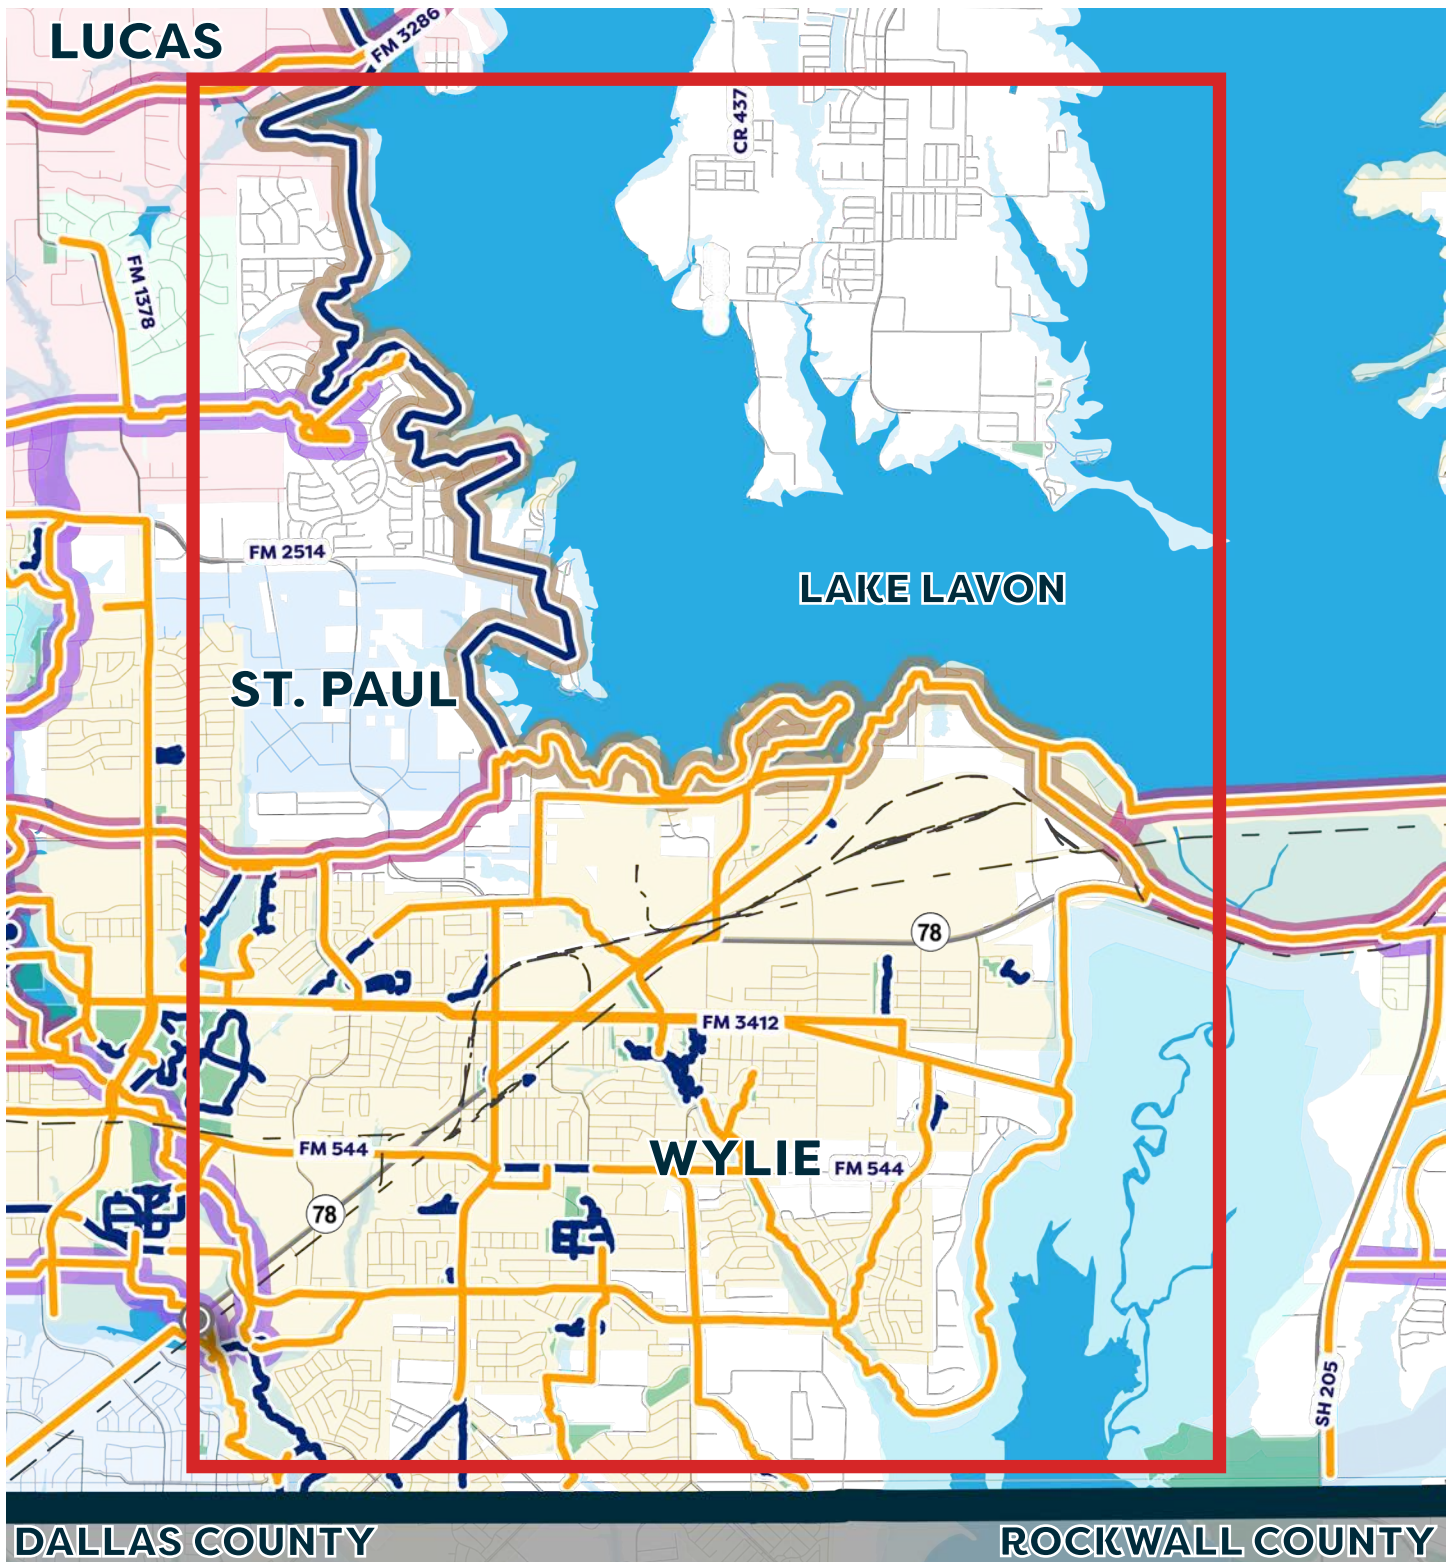 LUCAS
FM 3286
CR 437
FM 1378
FM 2514
LAKE LAVON
ST. PAUL
78
FM 3412
FM 544
WYLIE
FM 544
78
SH 205
DALLAS COUNTY
ROCKWALL COUNTY